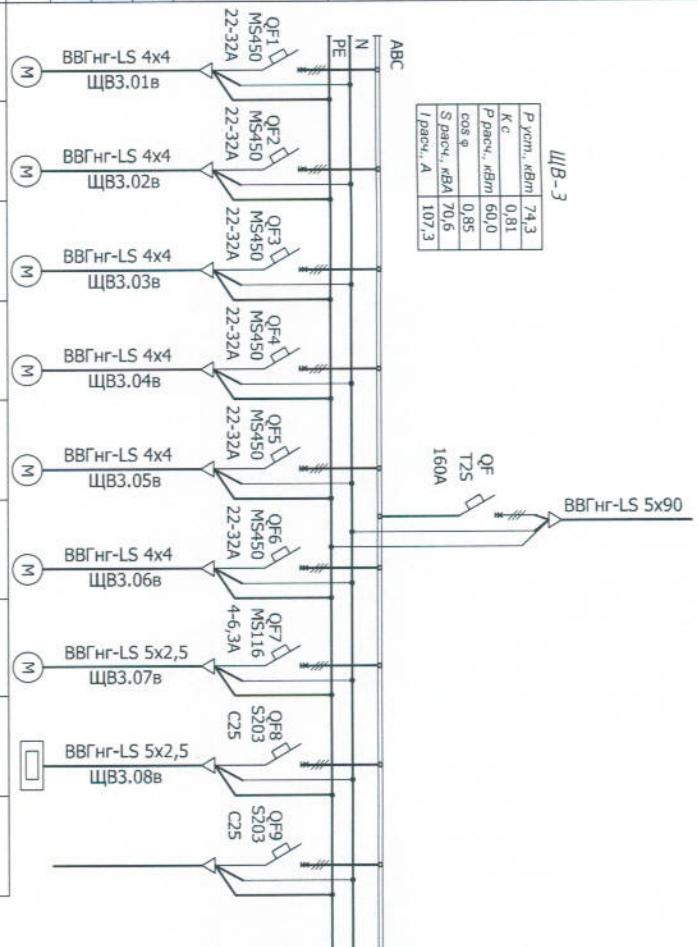 ЩВ-3
Р уст., кВт 74,3
К с 0,81
Р расч., кВт 60,0
cos φ 0,85
S расч., кВА 70,6
I расч., А 107,3
ВВГнг-LS 5x90
QF
T2S
160A
ABC
N
PE
QF1
MS450
22-32A
ВВГнг-LS 4x4
ЩВ3.01в
M
QF2
MS450
22-32A
ВВГнг-LS 4x4
ЩВ3.02в
M
QF3
MS450
22-32A
ВВГнг-LS 4x4
ЩВ3.03в
M
QF4
MS450
22-32A
ВВГнг-LS 4x4
ЩВ3.04в
M
QF5
MS450
22-32A
ВВГнг-LS 4x4
ЩВ3.05в
M
QF6
MS450
22-32A
ВВГнг-LS 4x4
ЩВ3.06в
M
QF7
MS116
4-6,3A
ВВГнг-LS 5x2,5
ЩВ3.07в
M
QF8
S203
C25
ВВГнг-LS 5x2,5
ЩВ3.08в
QF9
S203
C25